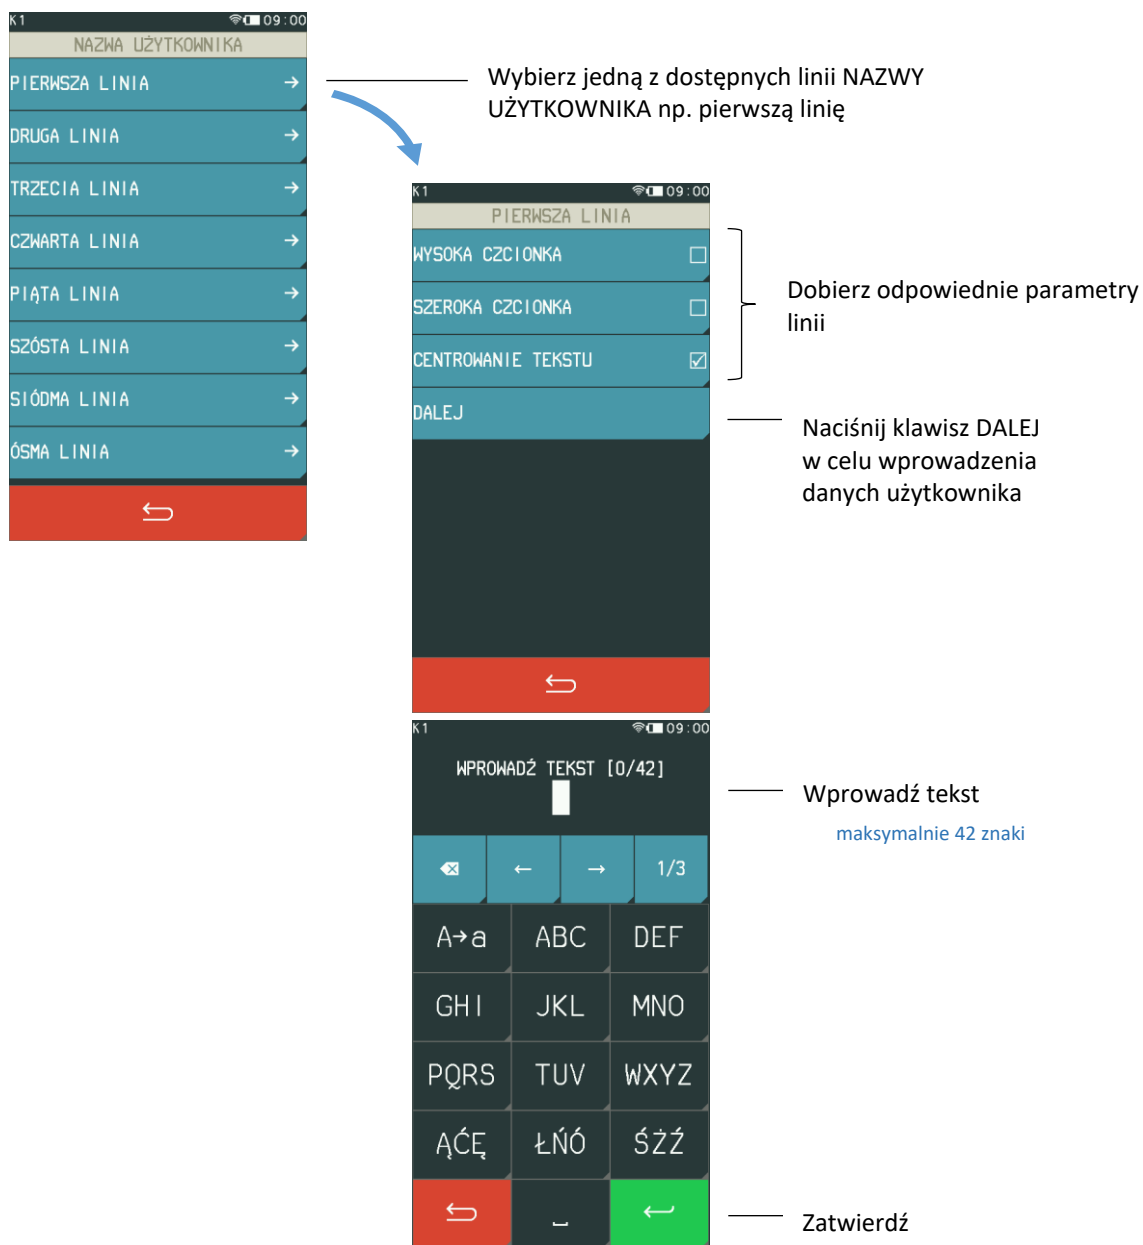 K1 09:00
NAZWA UŻYTKOWNIKA
PIERWSZA LINIA →
DRUGA LINIA →
TRZECIA LINIA →
CZWARTA LINIA →
PIĄTA LINIA →
SZÓSTA LINIA →
SIÓDMA LINIA →
ÓSMA LINIA →
Wybierz jedną z dostępnych linii NAZWY
UŻYTKOWNIKA np. pierwszą linię
K1 09:00
PIERWSZA LINIA
WYSOKA CZCIONKA
SZEROKA CZCIONKA
CENTROWANIE TEKSTU
DALEJ
Dobierz odpowiednie parametry
linii
Naciśnij klawisz DALEJ
w celu wprowadzenia
danych użytkownika
K1 09:00
WPROWADŹ TEKST [0/42]
← → 1/3
A→a ABC DEF
GHI JKL MNO
PQRS TUV WXYZ
ĄĆĘ ŁŃÓ ŚŻŹ
Wprowadź tekst
maksymalnie 42 znaki
Zatwierdź